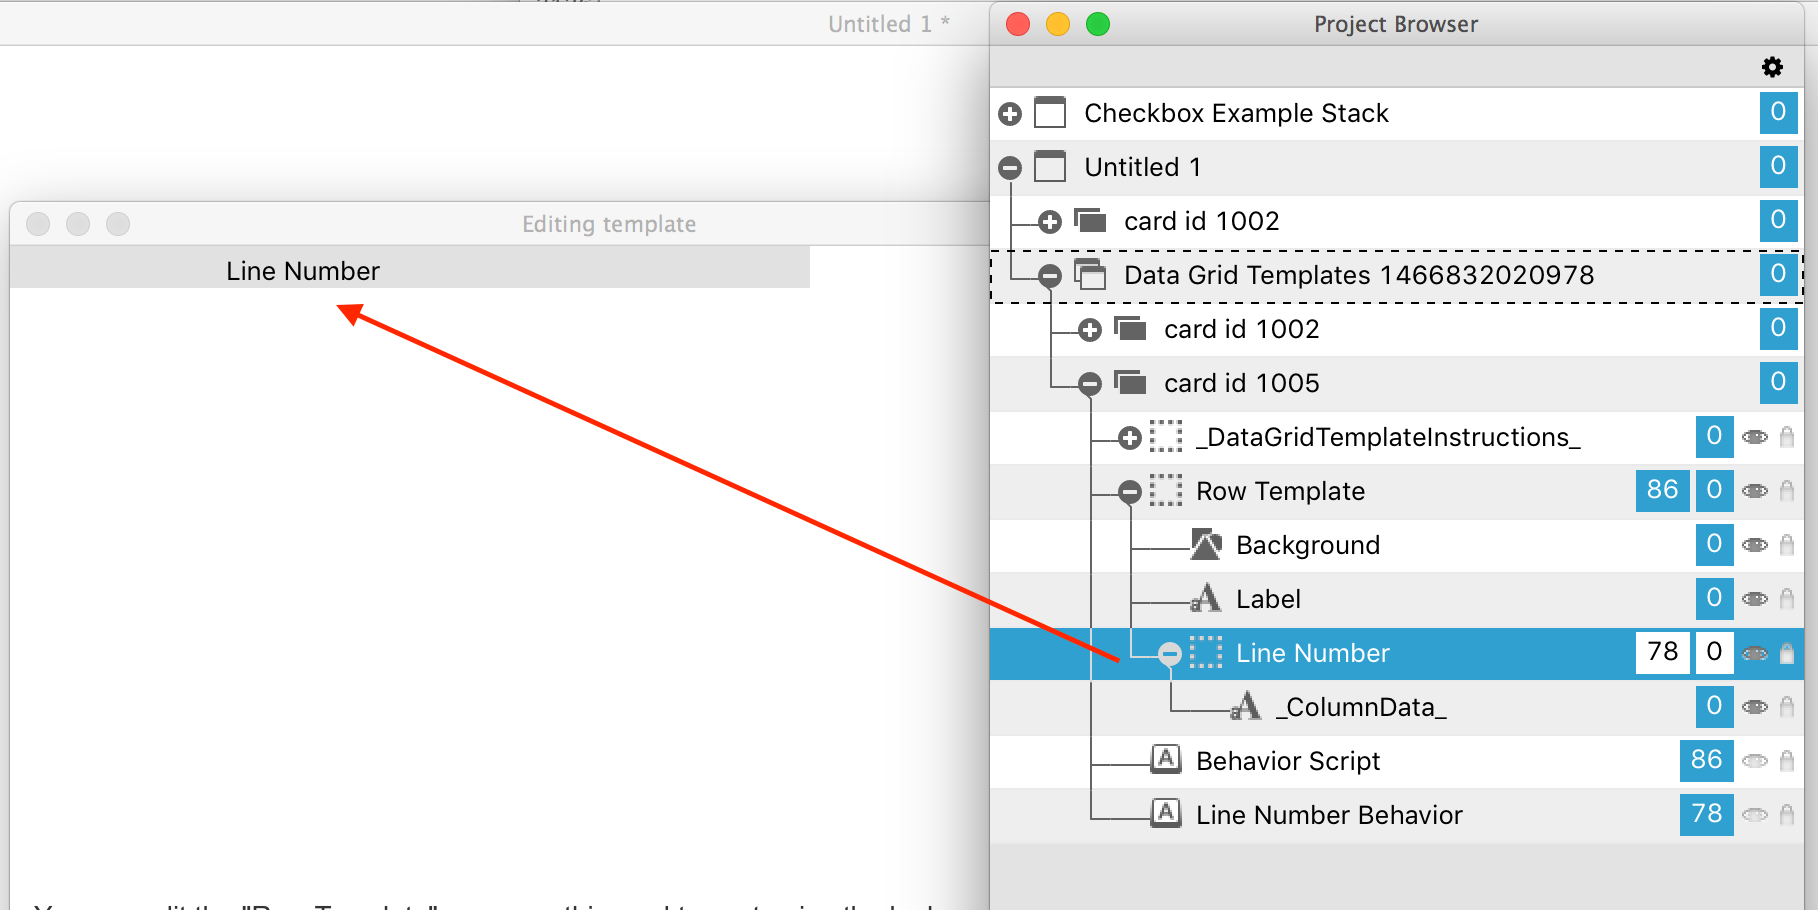 Untitled 1 *
Editing template
Line Number
Project Browser
Checkbox Example Stack 0
Untitled 1 0
card id 1002 0
Data Grid Templates 1466832020978 0
card id 1002 0
card id 1005 0
_DataGridTemplateInstructions_ 0
Row Template 86 0
Background 0
Label 0
Line Number 78 0
_ColumnData_ 0
Behavior Script 86
Line Number Behavior 78